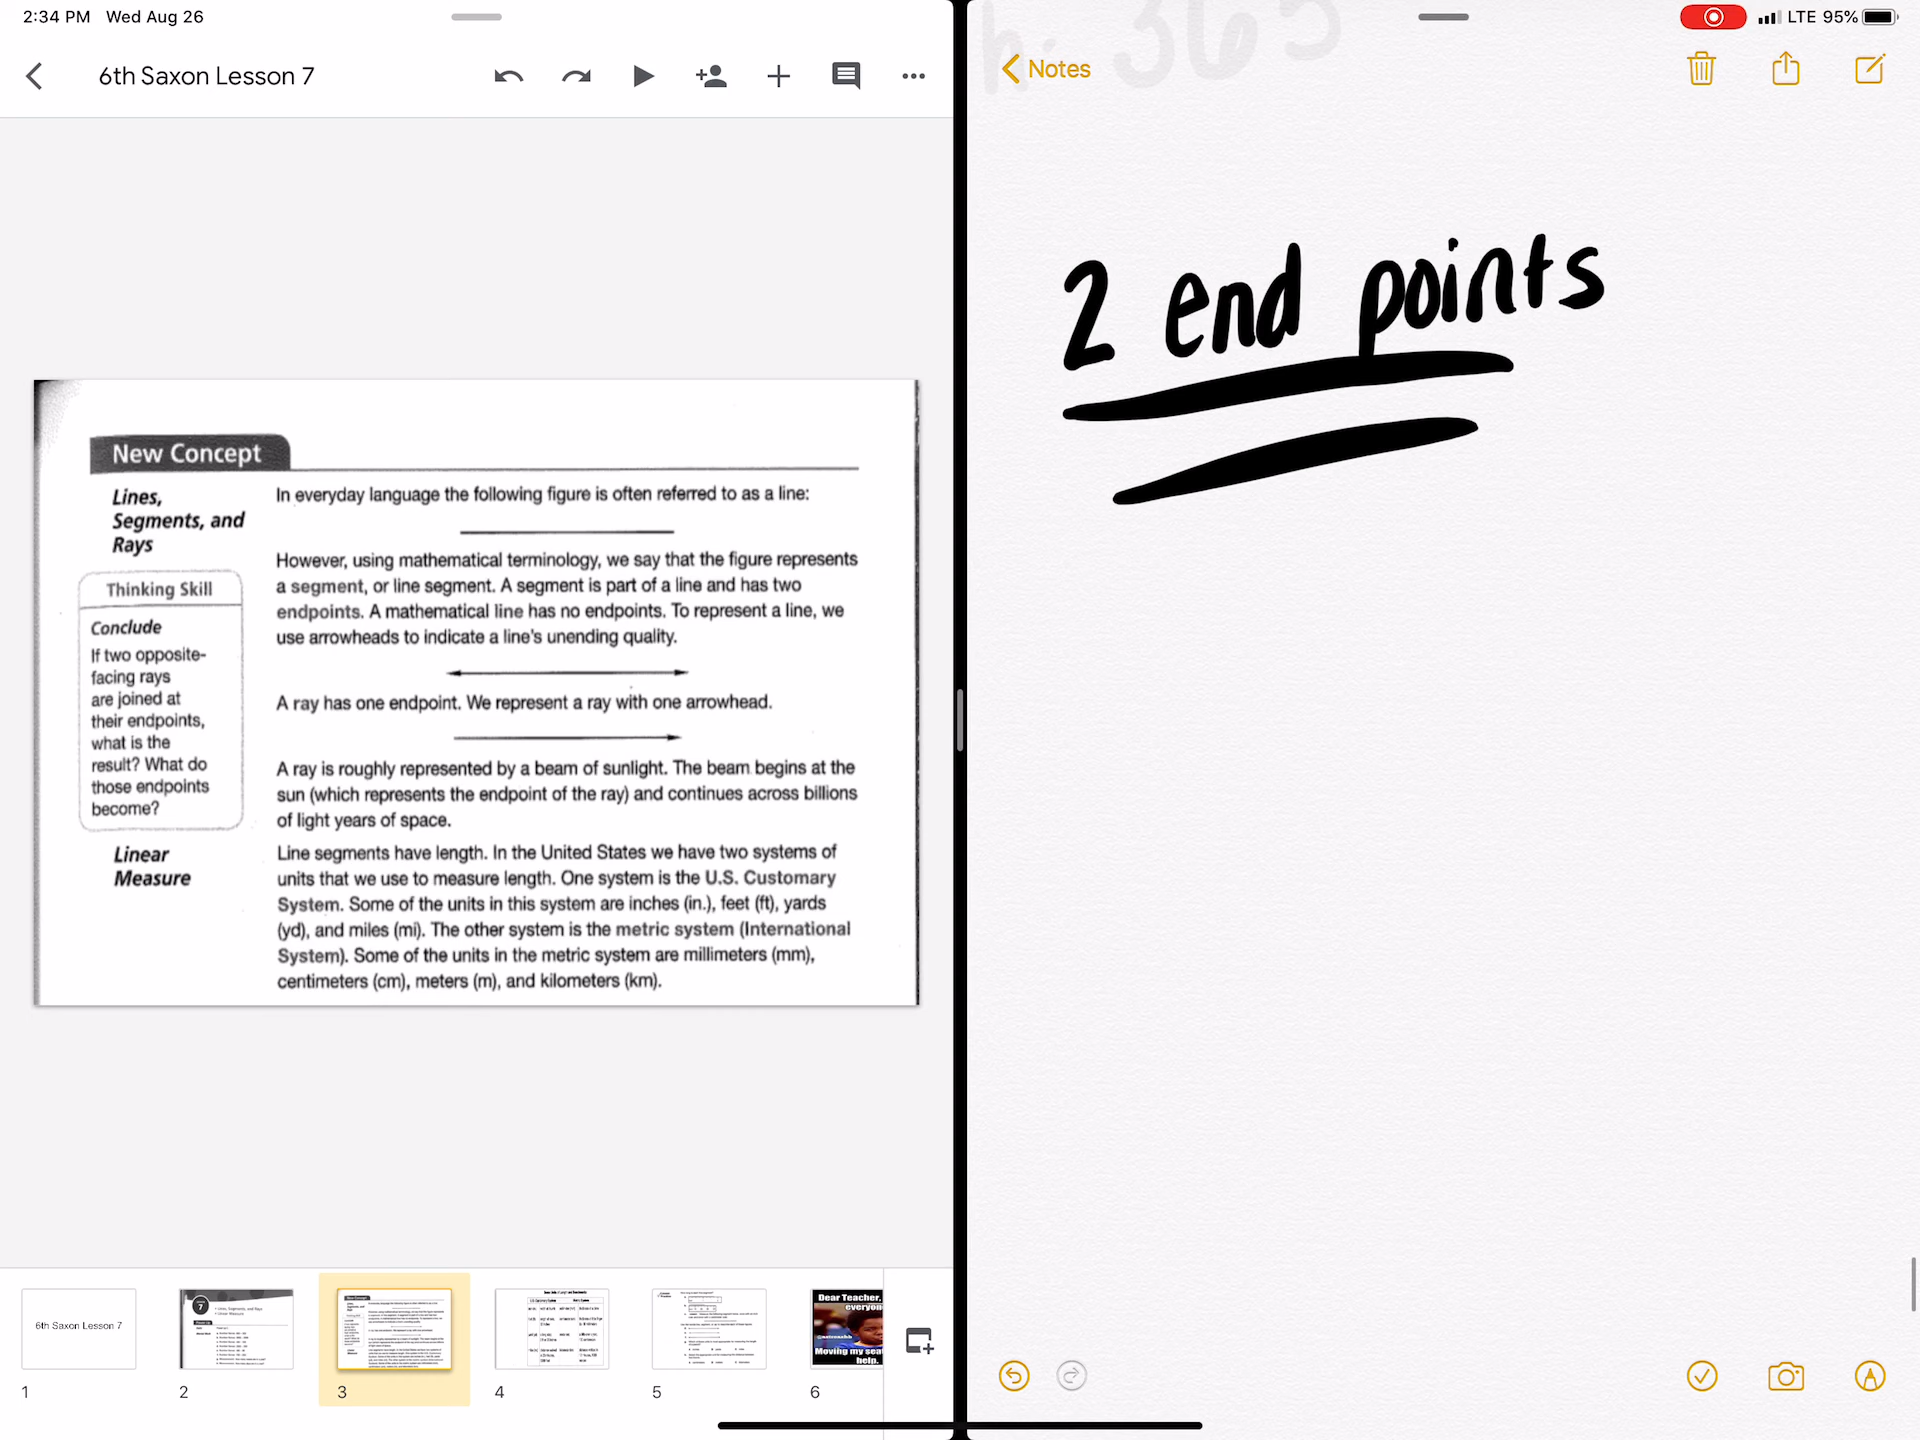 2:34 PM Wed Aug 26
6th Saxon Lesson 7
New Concept
Lines,
Segments, and
Rays
In everyday language the following figure is often referred to as a line:
However, using mathematical terminology, we say that the figure represents
a segment, or line segment. A segment is part of a line and has two
endpoints. A mathematical line has no endpoints. To represent a line, we
use arrowheads to indicate a line's unending quality.
Thinking Skill
Conclude
If two opposite-
facing rays
are joined at
their endpoints,
what is the
result? What do
those endpoints
become?
A ray has one endpoint. We represent a ray with one arrowhead.
A ray is roughly represented by a beam of sunlight. The beam begins at the
sun (which represents the endpoint of the ray) and continues across billions
of light years of space.
Linear
Measure
Line segments have length. In the United States we have two systems of
units that we use to measure length. One system is the U.S. Customary
System. Some of the units in this system are inches (in.), feet (ft), yards
(yd), and miles (mi). The other system is the metric system (International
System). Some of the units in the metric system are millimeters (mm),
centimeters (cm), meters (m), and kilometers (km).
6th Saxon Lesson 7
7
Dear Teacher,
everyon
Moving my sea
help.
1
2
3
4
5
6
LTE 95%
h. 365
Notes
2 end points